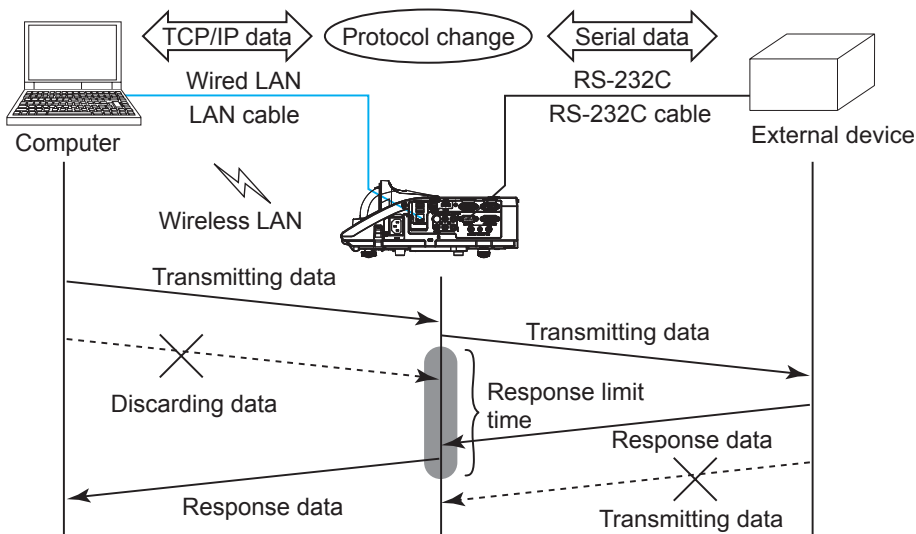 TCP/IP data
Protocol change
Serial data
Wired LAN
LAN cable
RS-232C
RS-232C cable
Computer
External device
Wireless LAN
Transmitting data
Transmitting data
Discarding data
Response limit
time
Response data
Response data
Transmitting data